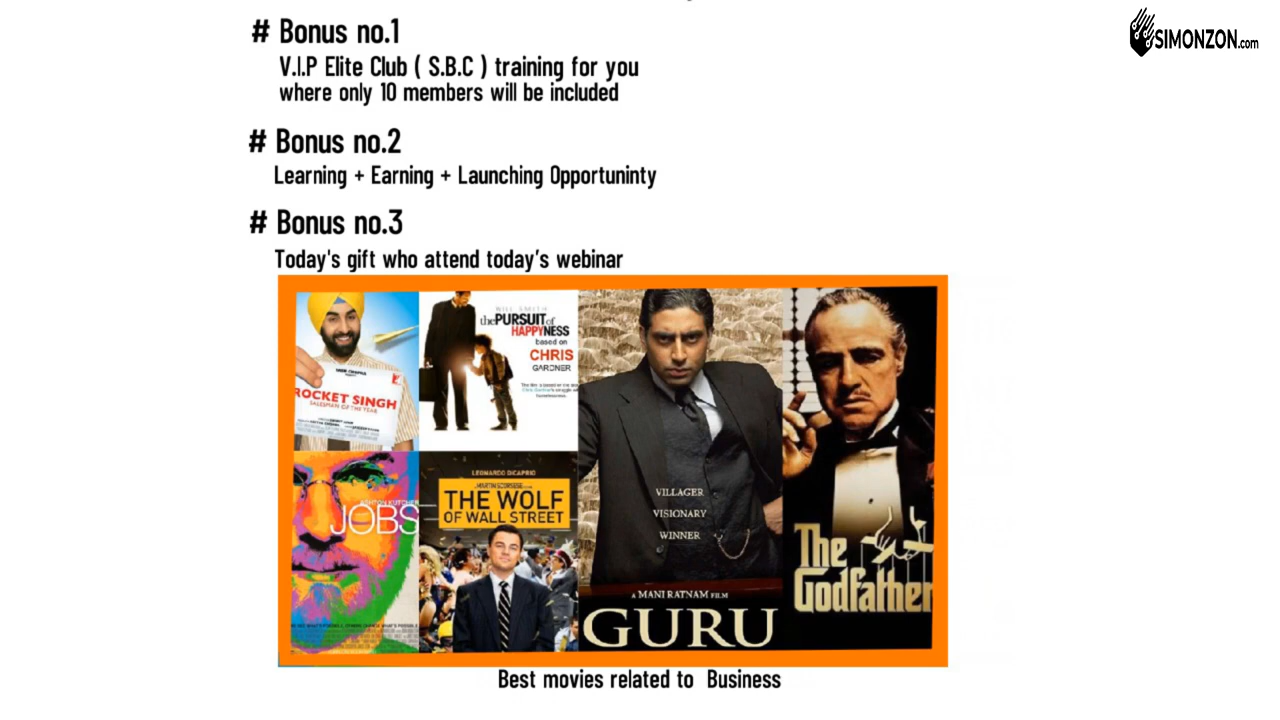 # Bonus no.1
SIMONZON.com
V.I.P Elite Club ( S.B.C ) training for you
where only 10 members will be included
# Bonus no.2
Learning + Earning + Launching Opportuninty
# Bonus no.3
Today's gift who attend today's webinar
ROCKET SINGH
SALESMAN OF THE YEAR
WILL SMITH
the PURSUIT of
HAPPYNESS
based on
CHRIS
GARDNER
ASHTON KUTCHER
JOBS
LEONARDO DICAPRIO
THE WOLF
OF WALL STREET
VILLAGER
VISIONARY
WINNER
A MANI RATNAM FILM
GURU
The
Godfather
Best movies related to Business